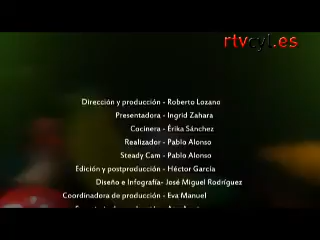 rtvcyl.es
Dirección y producción - Roberto Lozano
Presentadora - Ingrid Zahara
Cocinera - Érika Sánchez
Realizador - Pablo Alonso
Steady Cam - Pablo Alonso
Edición y postproducción - Héctor García
Diseño e Infografía- José Miguel Rodríguez
Coordinadora de producción - Eva Manuel